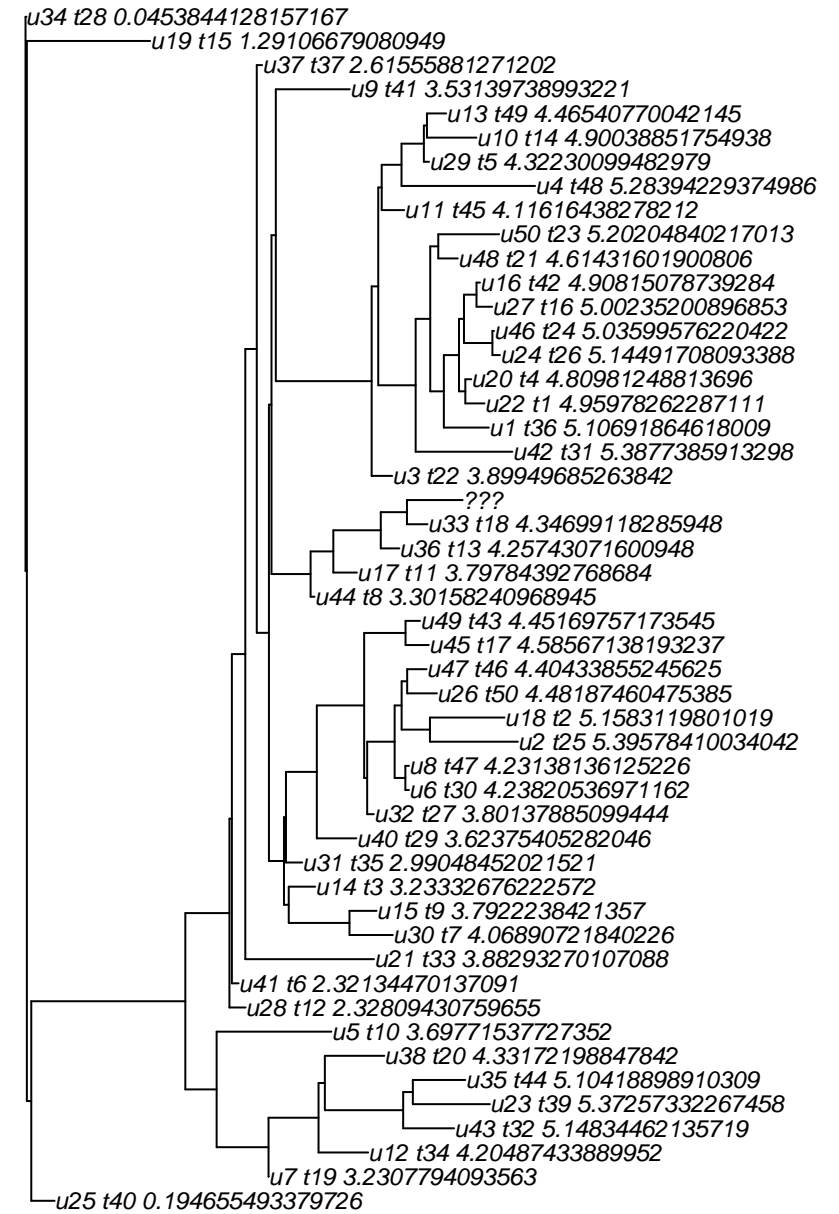 u34 t28 0.0453844128157167
u19 t15 1.29106679080949
u37 t37 2.61555881271202
u9 t41 3.53139738993221
u13 t49 4.46540770042145
u10 t14 4.90038851754938
u29 t5 4.32230099482979
u4 t48 5.28394229374986
u11 t45 4.11616438278212
u50 t23 5.20204840217013
u48 t21 4.61431601900806
u16 t42 4.90815078739284
u27 t16 5.00235200896853
u46 t24 5.03599576220422
u24 t26 5.14491708093388
u20 t4 4.80981248813696
u22 t1 4.95978262287111
u1 t36 5.10691864618009
u42 t31 5.3877385913298
u3 t22 3.89949685263842
???
u33 t18 4.34699118285948
u36 t13 4.25743071600948
u17 t11 3.79784392768684
u44 t8 3.30158240968945
u49 t43 4.45169757173545
u45 t17 4.58567138193237
u47 t46 4.40433855245625
u26 t50 4.48187460475385
u18 t2 5.1583119801019
u2 t25 5.39578410034042
u8 t47 4.23138136125226
u6 t30 4.23820536971162
u32 t27 3.80137885099444
u40 t29 3.62375405282046
u31 t35 2.99048452021521
u14 t3 3.23332676222572
u15 t9 3.7922238421357
u30 t7 4.06890721840226
u21 t33 3.88293270107088
u41 t6 2.32134470137091
u28 t12 2.32809430759655
u5 t10 3.69771537727352
u38 t20 4.33172198847842
u35 t44 5.10418898910309
u23 t39 5.37257332267458
u43 t32 5.14834462135719
u12 t34 4.20487433889952
u7 t19 3.2307794093563
u25 t40 0.194655493379726